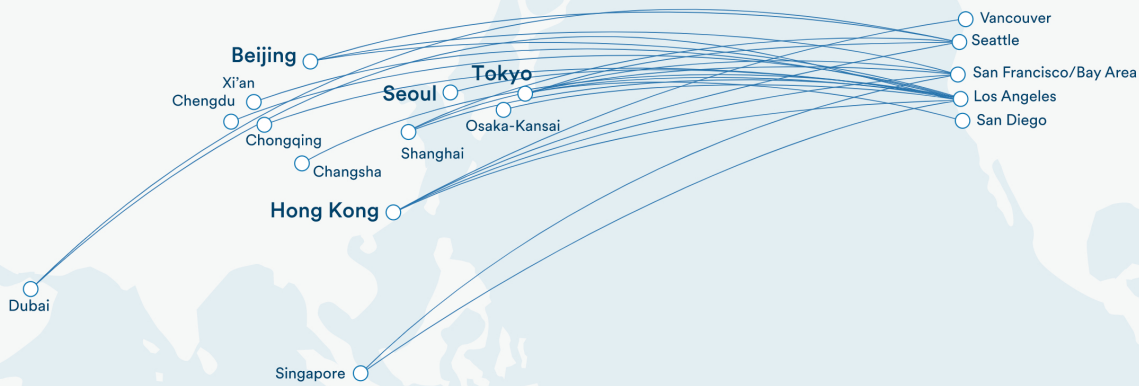 Vancouver
Seattle
Beijing
Tokyo
San Francisco/Bay Area
Xi'an
Seoul
Los Angeles
Chengdu
San Diego
Osaka-Kansai
Chongqing
Shanghai
Changsha
Hong Kong
Dubai
Singapore